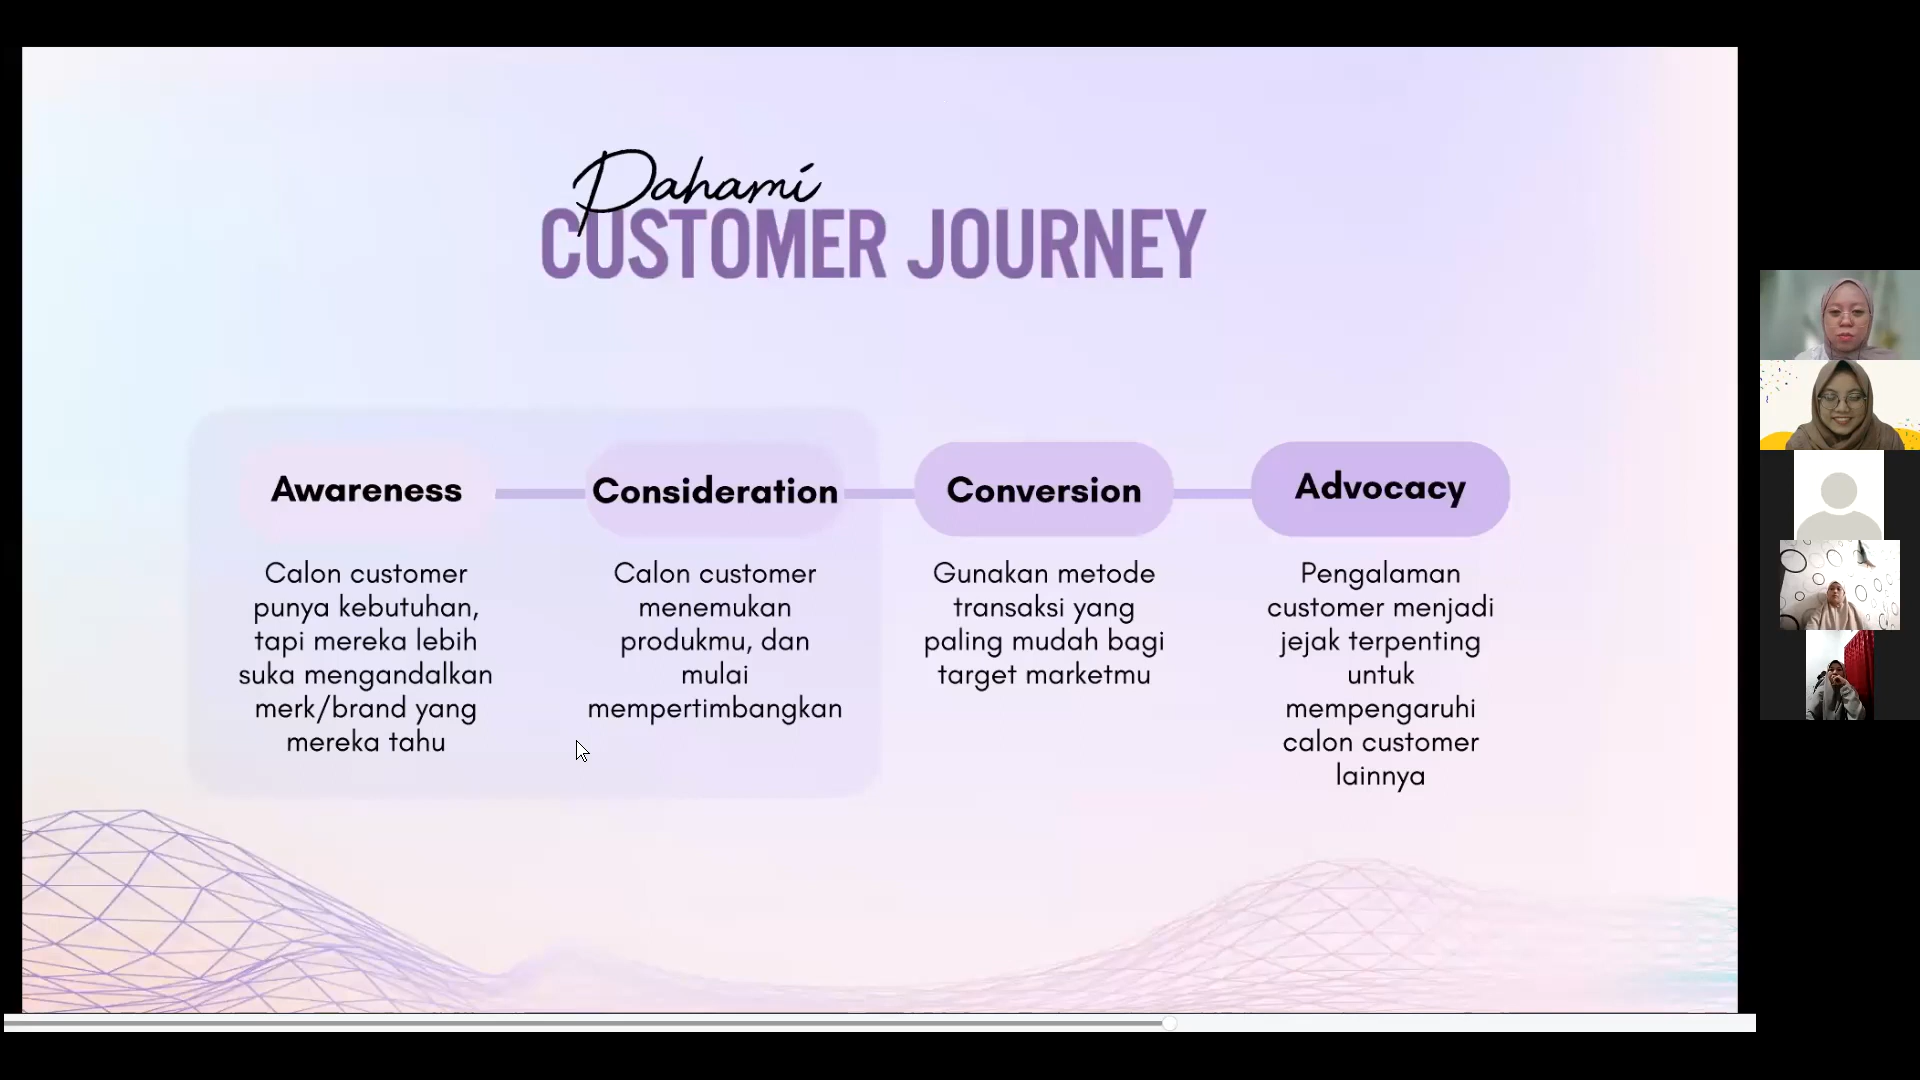 Pahami
CUSTOMER JOURNEY
Awareness
Calon customer
punya kebutuhan,
tapi mereka lebih
suka mengandalkan
merk/brand yang
mereka tahu
Consideration
Calon customer
menemukan
produkmu, dan
mulai
mempertimbangkan
Conversion
Gunakan metode
transaksi yang
paling mudah bagi
target marketmu
Advocacy
Pengalaman
customer menjadi
jejak terpenting
untuk
mempengaruhi
calon customer
lainnya